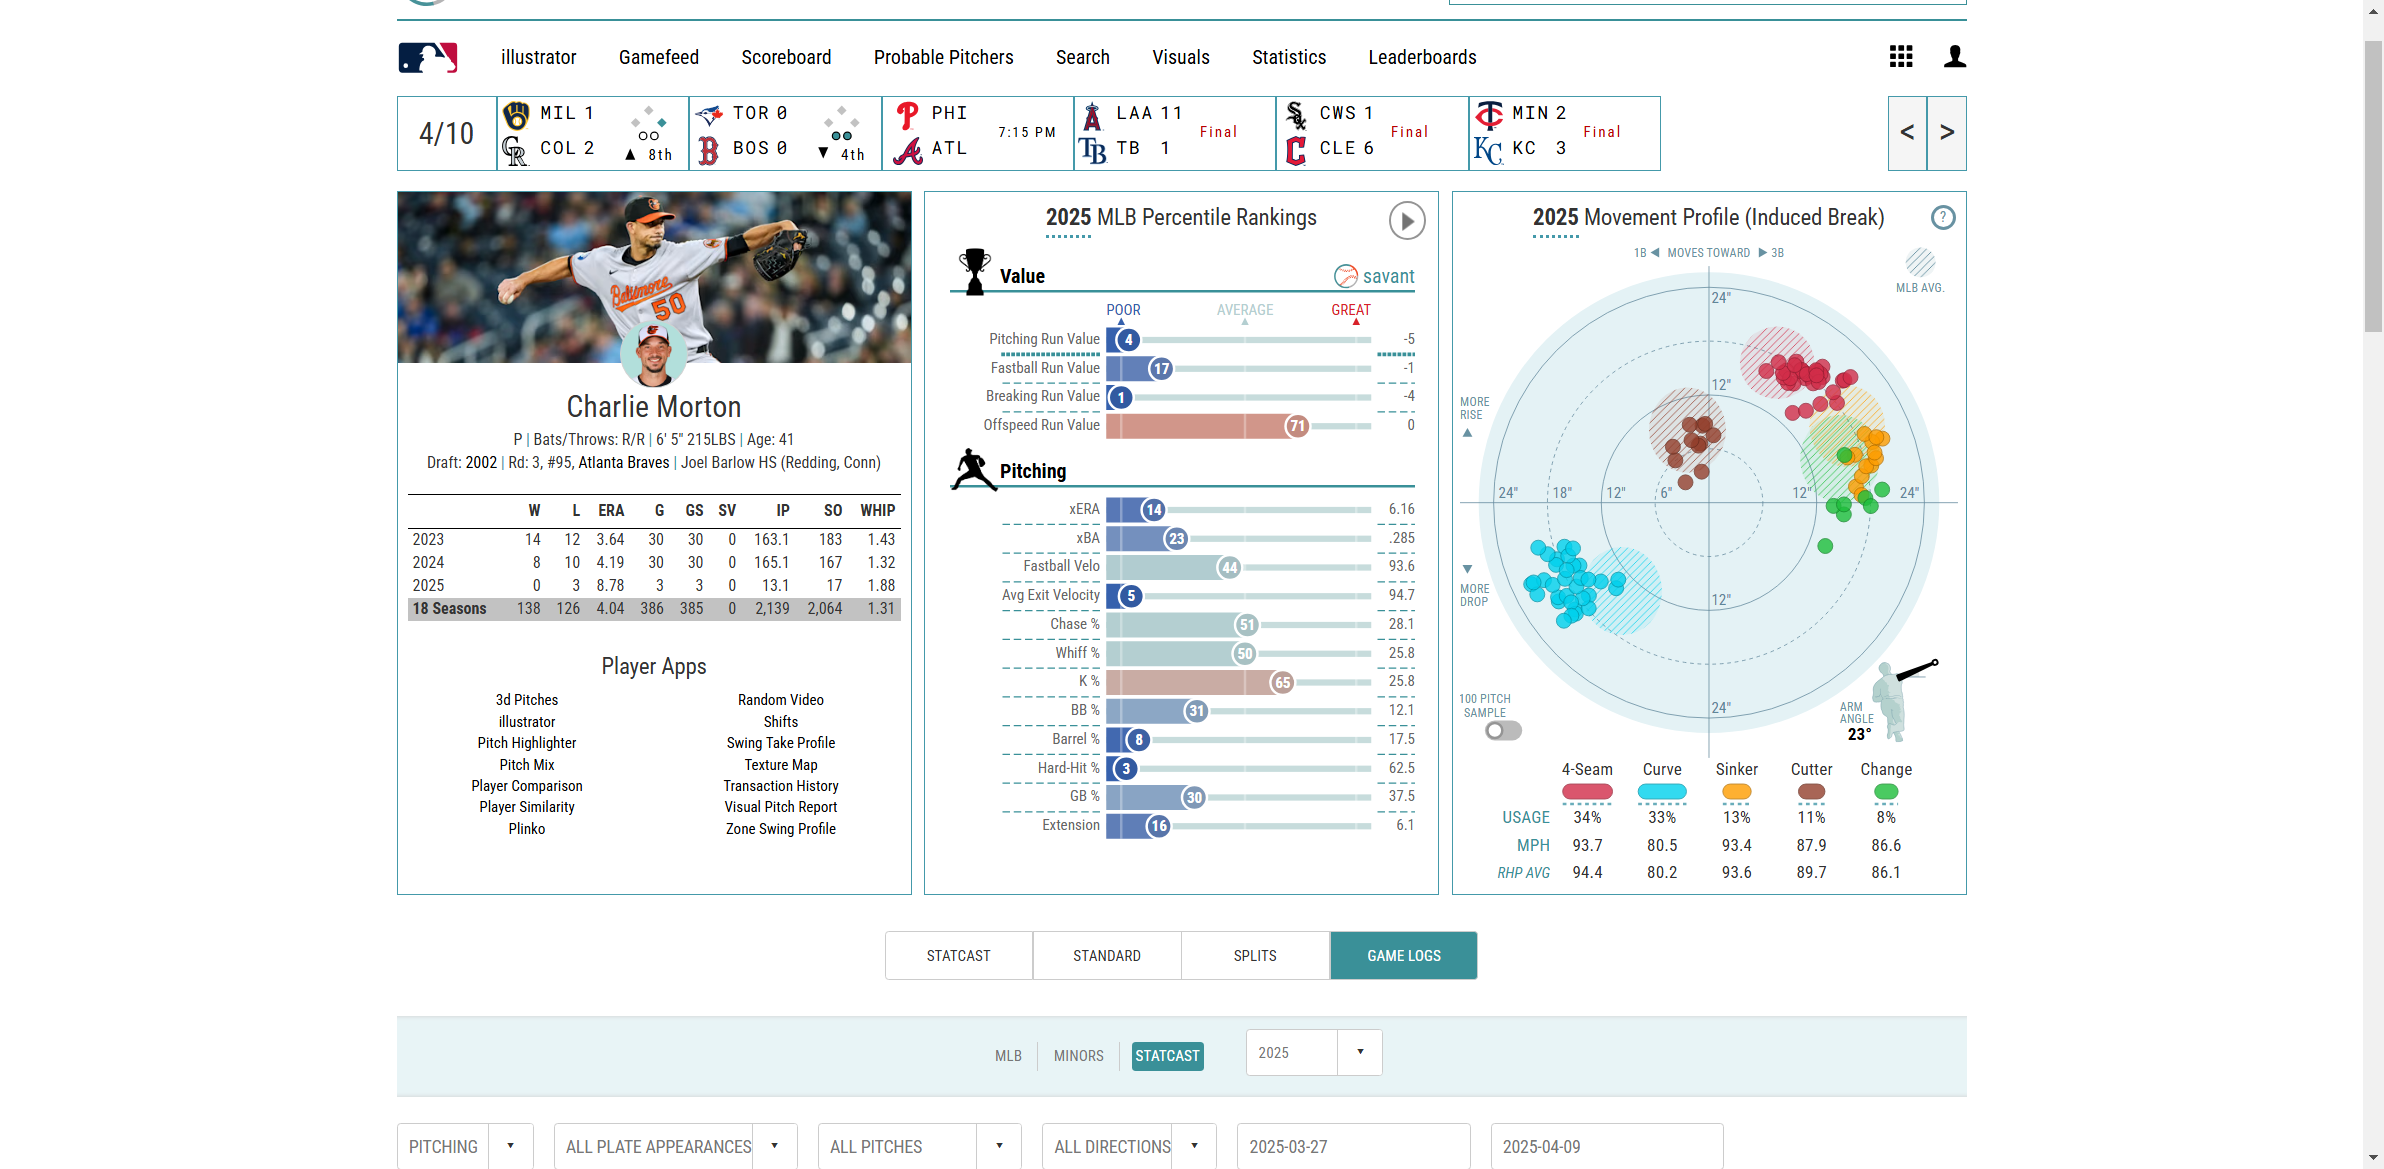 illustrator Gamefeed Scoreboard Probable Pitchers Search Visuals Statistics Leaderboards
4/10
MIL 1
COL 2
▲ 8th
TOR 0
BOS 0
▼ 4th
PHI
ATL
7:15 PM
LAA 11
TB 1
Final
CWS 1
CLE 6
Final
MIN 2
KC 3
Final
< >
Baltimore
50
Charlie Morton
P | Bats/Throws: R/R | 6' 5" 215LBS | Age: 41
Draft: 2002 | Rd: 3, #95, Atlanta Braves | Joel Barlow HS (Redding, Conn)
W L ERA G GS SV IP SO WHIP
2023 14 12 3.64 30 30 0 163.1 183 1.43
2024 8 10 4.19 30 30 0 165.1 167 1.32
2025 0 3 8.78 3 3 0 13.1 17 1.88
18 Seasons 138 126 4.04 386 385 0 2,139 2,064 1.31
Player Apps
3d Pitches Random Video
illustrator Shifts
Pitch Highlighter Swing Take Profile
Pitch Mix Texture Map
Player Comparison Transaction History
Player Similarity Visual Pitch Report
Plinko Zone Swing Profile
2025 MLB Percentile Rankings
Value savant
POOR AVERAGE GREAT
Pitching Run Value 4 -5
Fastball Run Value 17 -1
Breaking Run Value 1 -4
Offspeed Run Value 71 0
Pitching
xERA 14 6.16
xBA 23 .285
Fastball Velo 44 93.6
Avg Exit Velocity 5 94.7
Chase % 51 28.1
Whiff % 50 25.8
K % 65 25.8
BB % 31 12.1
Barrel % 8 17.5
Hard-Hit % 3 62.5
GB % 30 37.5
Extension 16 6.1
2025 Movement Profile (Induced Break) ?
1B ◀ MOVES TOWARD ▶ 3B
MLB AVG.
24"
12"
MORE
RISE
▲
24" 18" 12" 6" 12" 24"
▼
MORE
DROP
12"
24"
100 PITCH
SAMPLE
ARM
ANGLE
23°
4-Seam Curve Sinker Cutter Change
USAGE 34% 33% 13% 11% 8%
MPH 93.7 80.5 93.4 87.9 86.6
RHP AVG 94.4 80.2 93.6 89.7 86.1
STATCAST STANDARD SPLITS GAME LOGS
MLB MINORS STATCAST 2025
PITCHING ALL PLATE APPEARANCES ALL PITCHES ALL DIRECTIONS 2025-03-27 2025-04-09